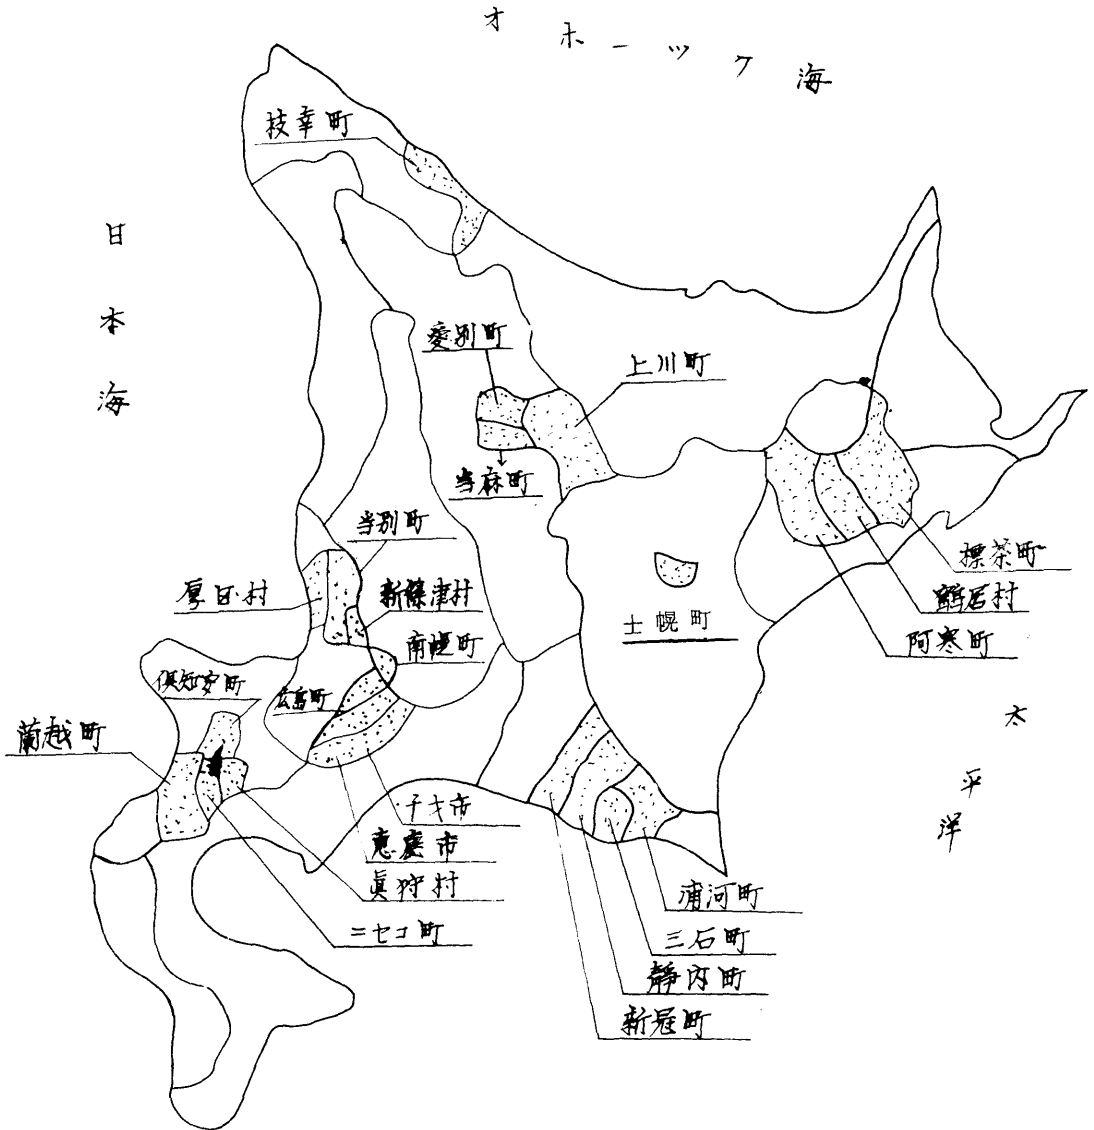 オホーツク海
枝幸町
日本海
愛別町
上川町
当麻町
当別町
標茶町
厚田村
新篠津村
鶴居村
士幌町
南幌町
阿寒町
倶知安町
広島町
太平洋
蘭越町
千才市
恵庭市
真狩村
浦河町
ニセコ町
三石町
静内町
新冠町